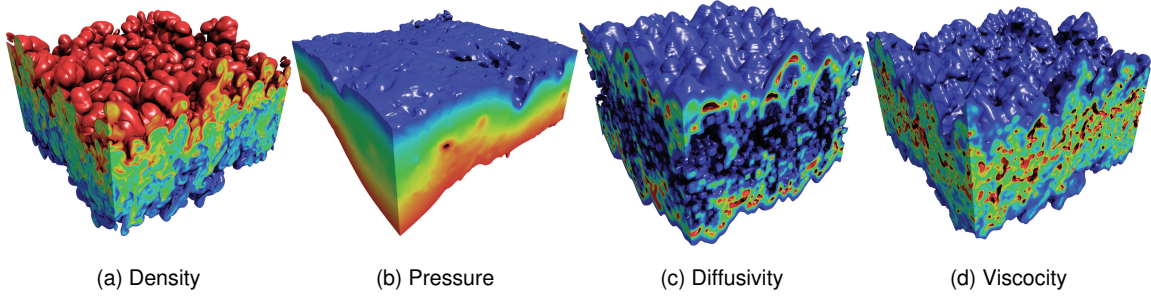 (a) Density
(b) Pressure
(c) Diffusivity
(d) Viscocity